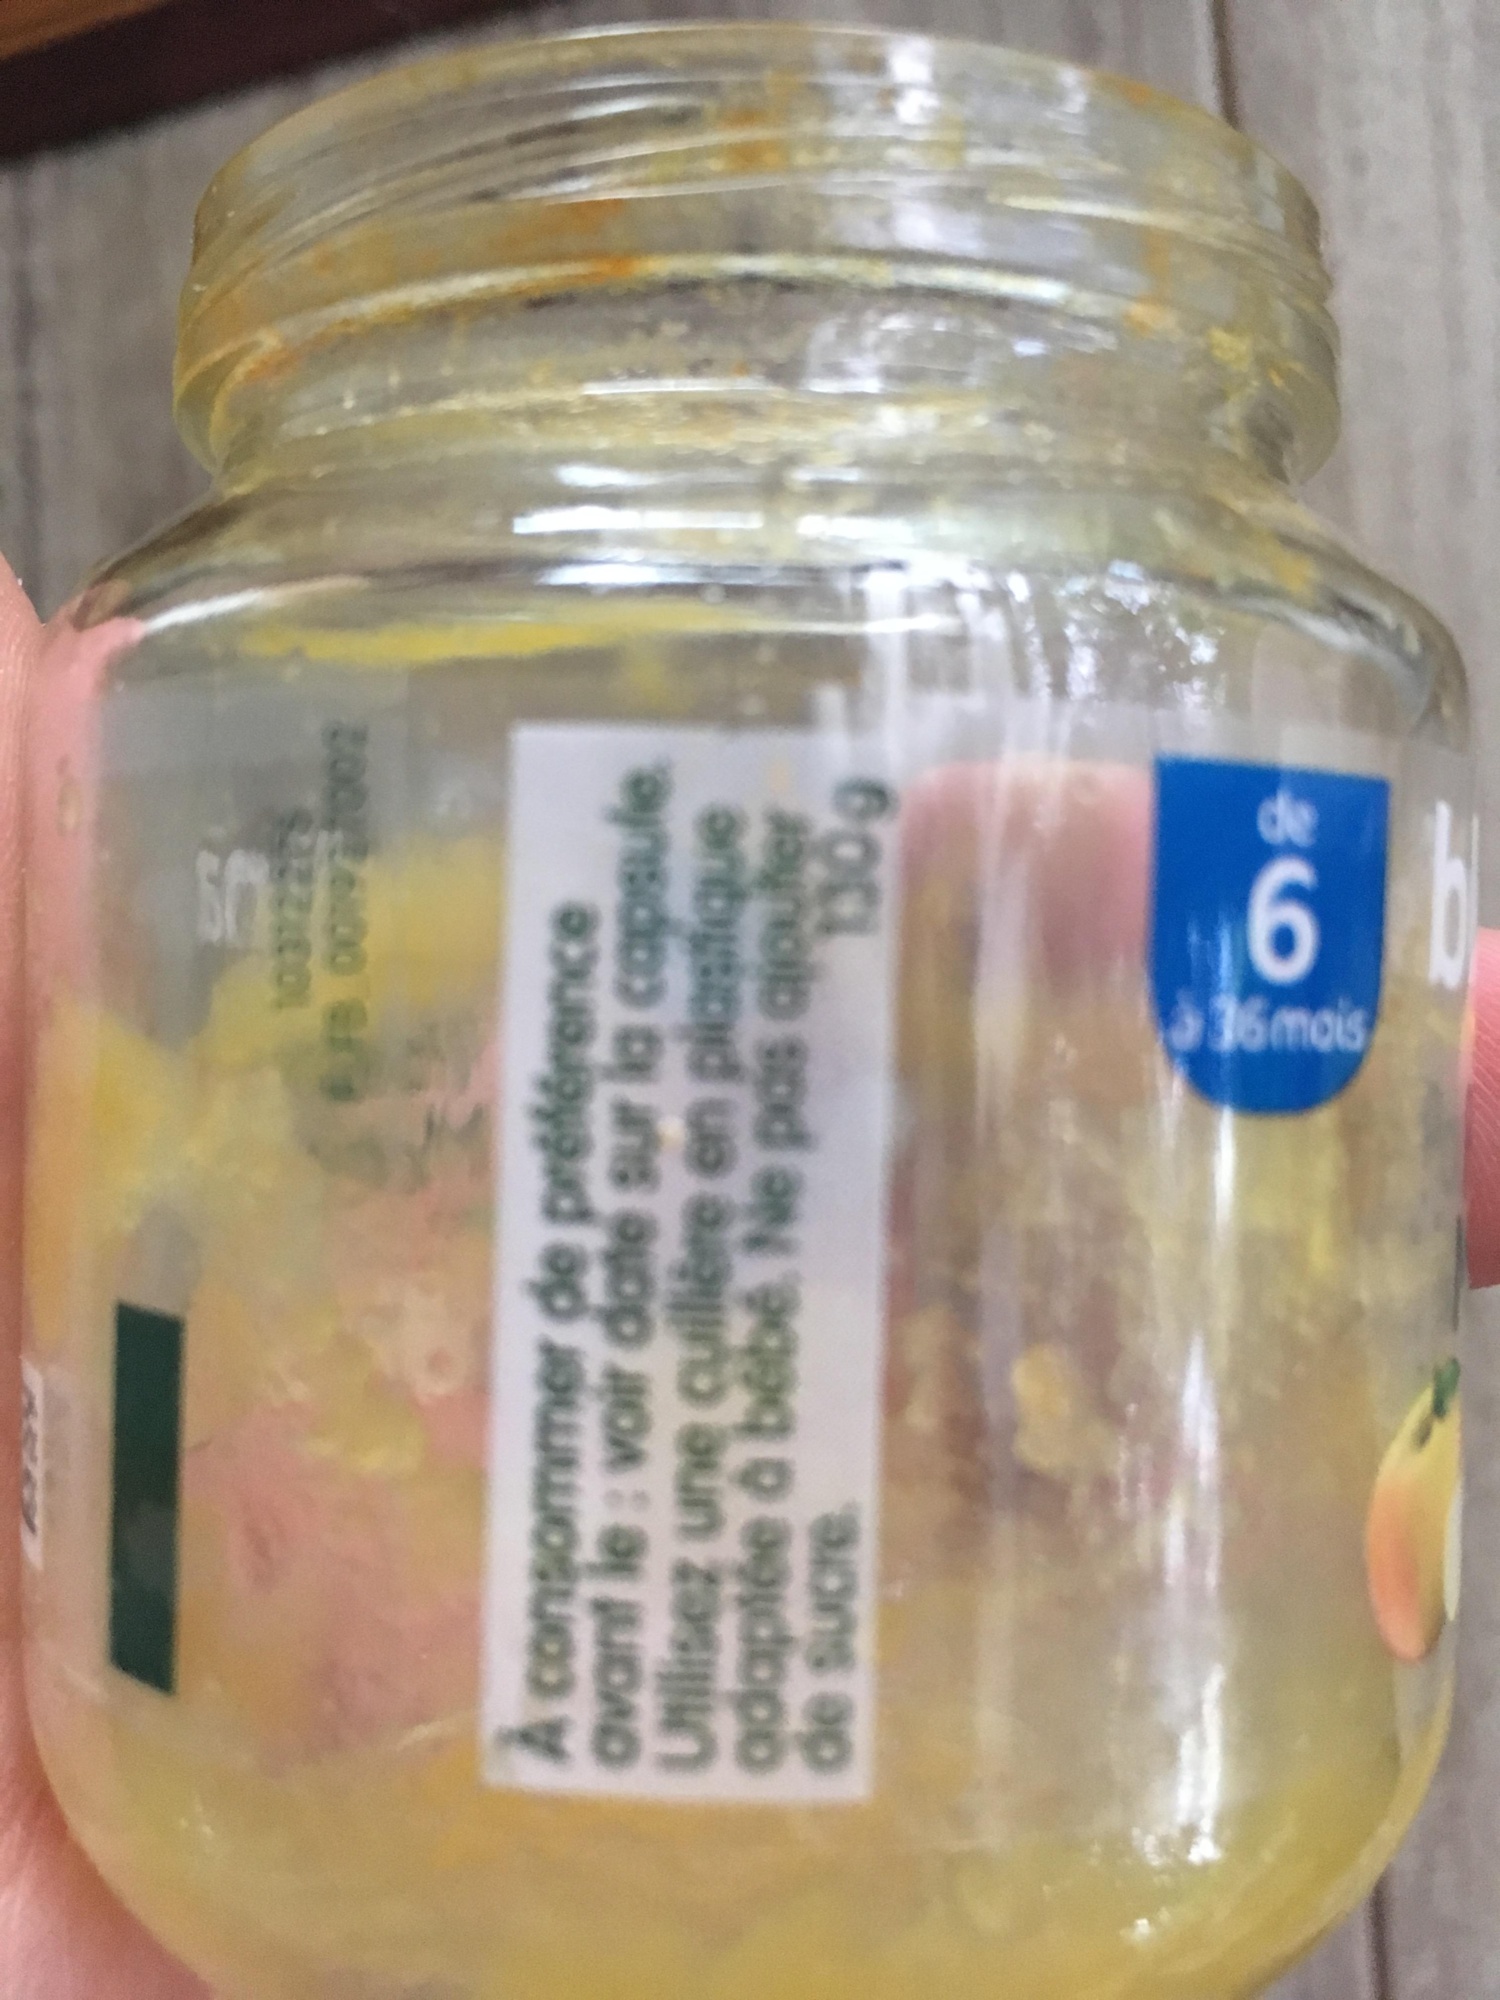 À consommer de préférence
avant le : voir date sur la capsule.
Utilisez une cuillère en plastique
adaptée à bébé. Ne pas ajouter
de sucre. 130g
de
6
à 36 mois
b